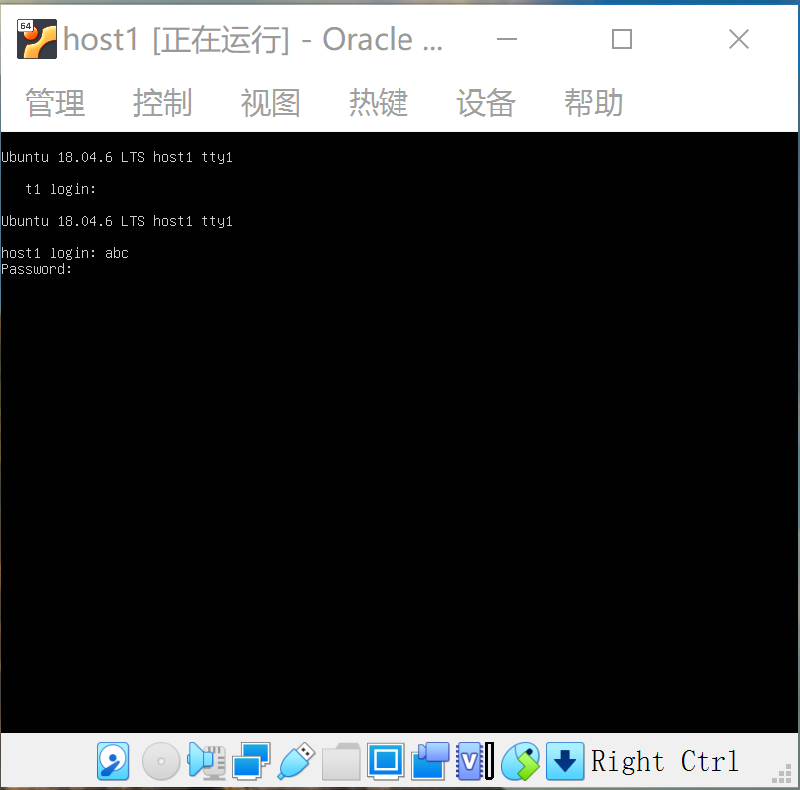 64
host1 [正在运行] - Oracle ...
管理 控制 视图 热键 设备 帮助
Ubuntu 18.04.6 LTS host1 tty1
t1 login:
Ubuntu 18.04.6 LTS host1 tty1
host1 login: abc
Password:
V
Right Ctrl